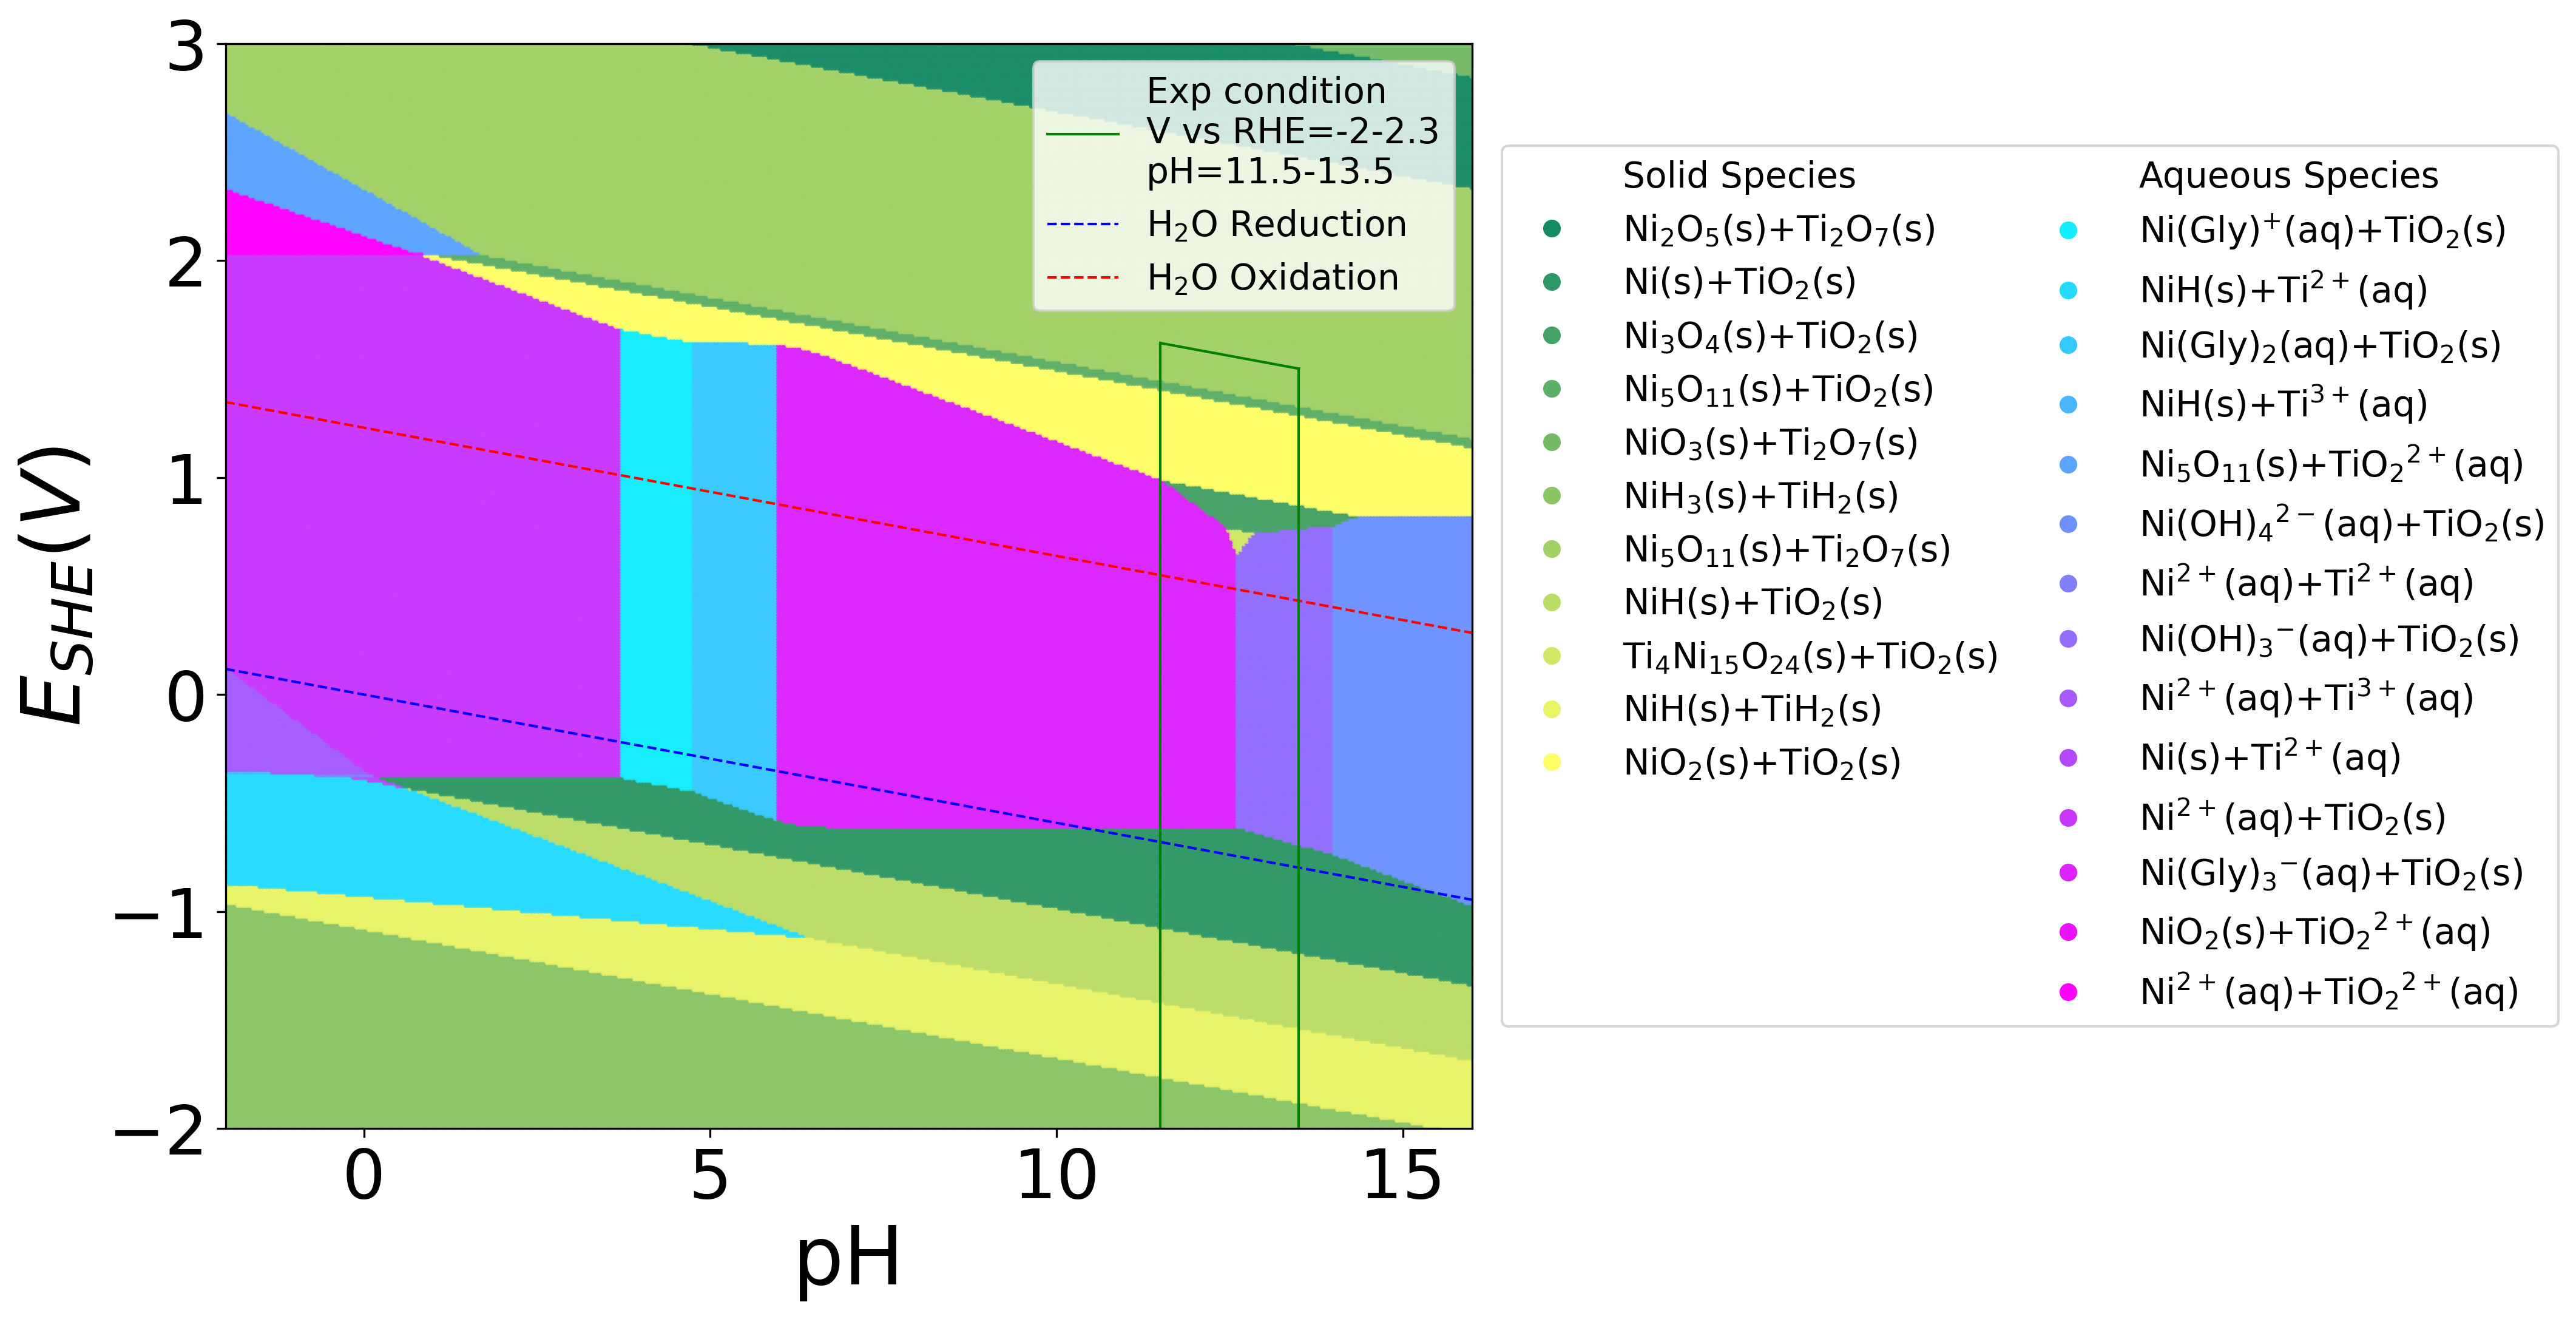 3
2
1
0
−1
−2
E_SHE(V)
0
5
10
15
pH
Exp condition
V vs RHE=-2-2.3
pH=11.5-13.5
H₂O Reduction
H₂O Oxidation
Solid Species
Ni₂O₅(s)+Ti₂O₇(s)
Ni(s)+TiO₂(s)
Ni₃O₄(s)+TiO₂(s)
Ni₅O₁₁(s)+TiO₂(s)
NiO₃(s)+Ti₂O₇(s)
NiH₃(s)+TiH₂(s)
Ni₅O₁₁(s)+Ti₂O₇(s)
NiH(s)+TiO₂(s)
Ti₄Ni₁₅O₂₄(s)+TiO₂(s)
NiH(s)+TiH₂(s)
NiO₂(s)+TiO₂(s)
Aqueous Species
Ni(Gly)⁺(aq)+TiO₂(s)
NiH(s)+Ti²⁺(aq)
Ni(Gly)₂(aq)+TiO₂(s)
NiH(s)+Ti³⁺(aq)
Ni₅O₁₁(s)+TiO₂²⁺(aq)
Ni(OH)₄²⁻(aq)+TiO₂(s)
Ni²⁺(aq)+Ti²⁺(aq)
Ni(OH)₃⁻(aq)+TiO₂(s)
Ni²⁺(aq)+Ti³⁺(aq)
Ni(s)+Ti²⁺(aq)
Ni²⁺(aq)+TiO₂(s)
Ni(Gly)₃⁻(aq)+TiO₂(s)
NiO₂(s)+TiO₂²⁺(aq)
Ni²⁺(aq)+TiO₂²⁺(aq)